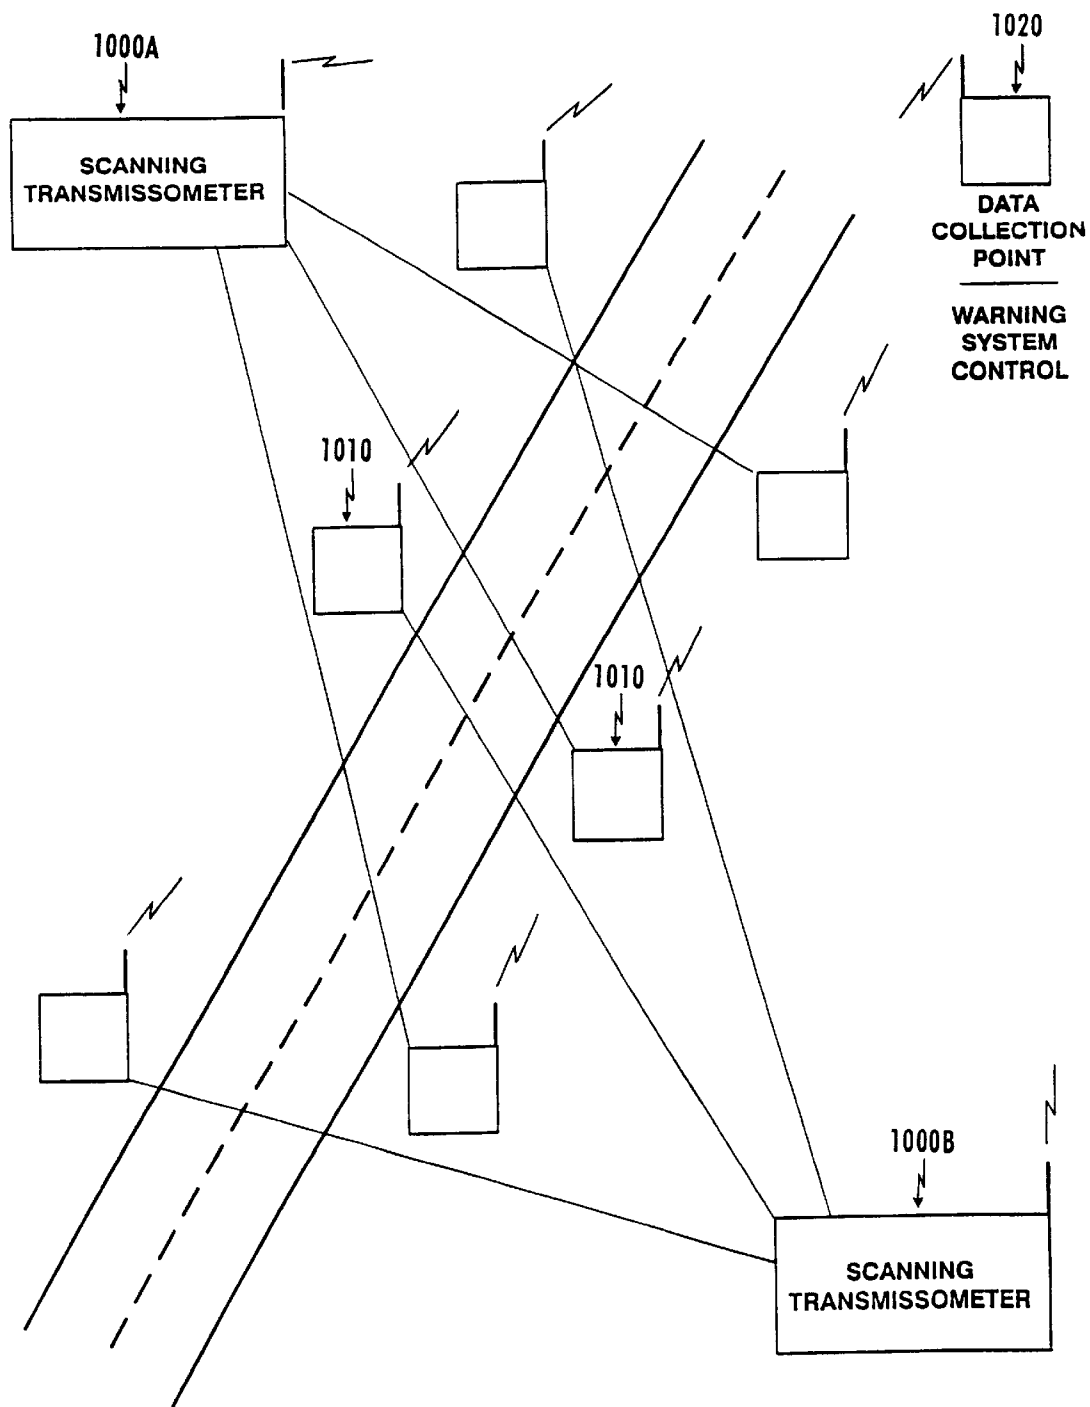 1000A
SCANNING
TRANSMISSOMETER
1020
DATA
COLLECTION
POINT
WARNING
SYSTEM
CONTROL
1010
1010
1000B
SCANNING
TRANSMISSOMETER